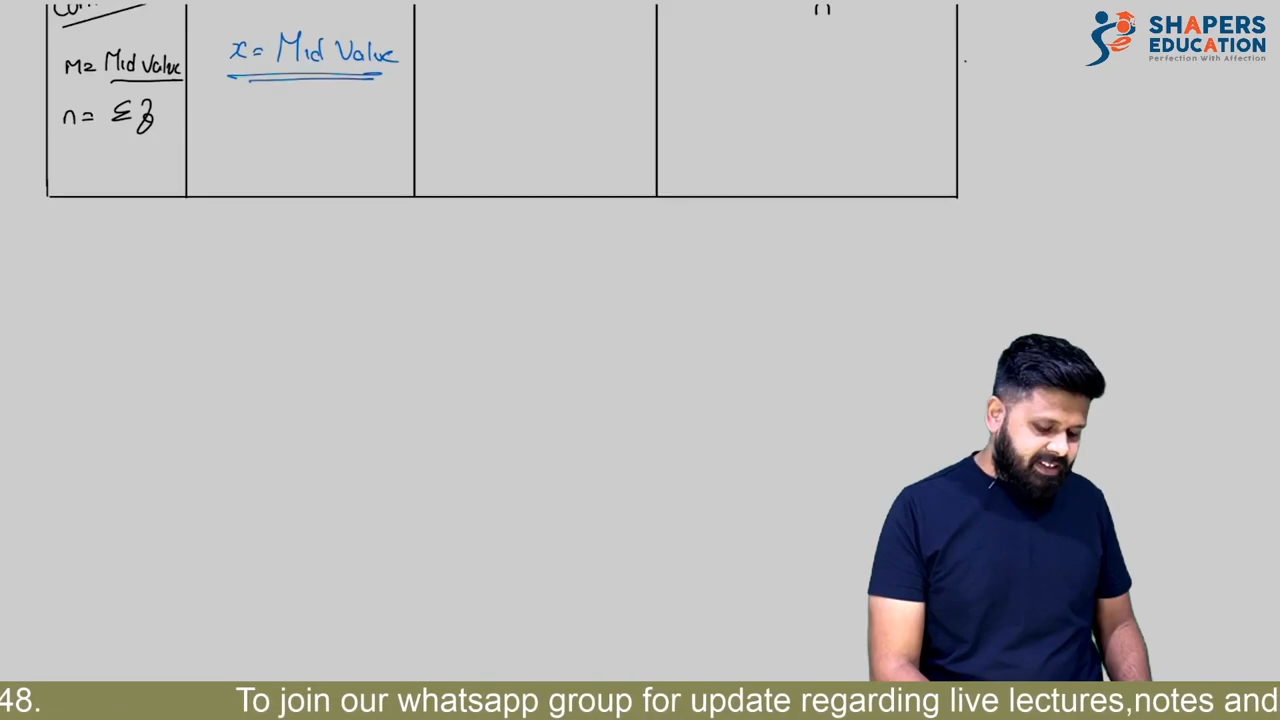 n
M= Mid Value
x= Mid Value
n= Σf
SHAPERS
EDUCATION
Perfection With Affection
48. To join our whatsapp group for update regarding live lectures,notes and